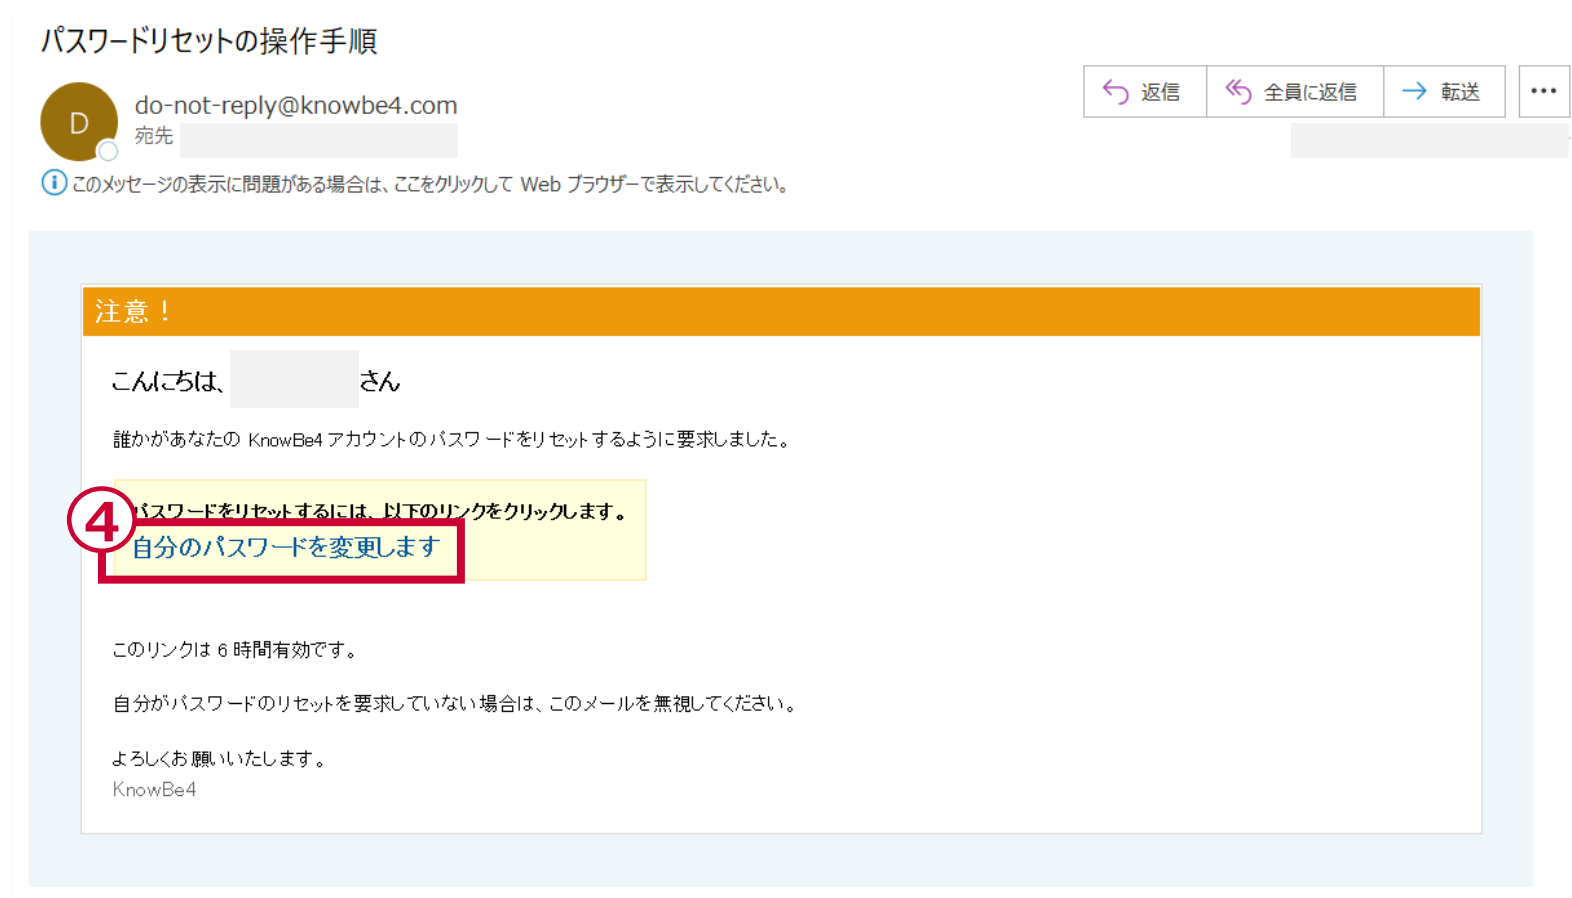 パスワードリセットの操作手順
D
do-not-reply@knowbe4.com
宛先
返信
全員に返信
転送
このメッセージの表示に問題がある場合は、ここをクリックして Web ブラウザーで表示してください。
注意！
こんにちは、 さん
誰かがあなたの KnowBe4 アカウントのパスワードをリセットするように要求しました。
④
パスワードをリセットするには、以下のリンクをクリックします。
自分のパスワードを変更します
このリンクは 6 時間有効です。
自分がパスワードのリセットを要求していない場合は、このメールを無視してください。
よろしくお願いいたします。
KnowBe4